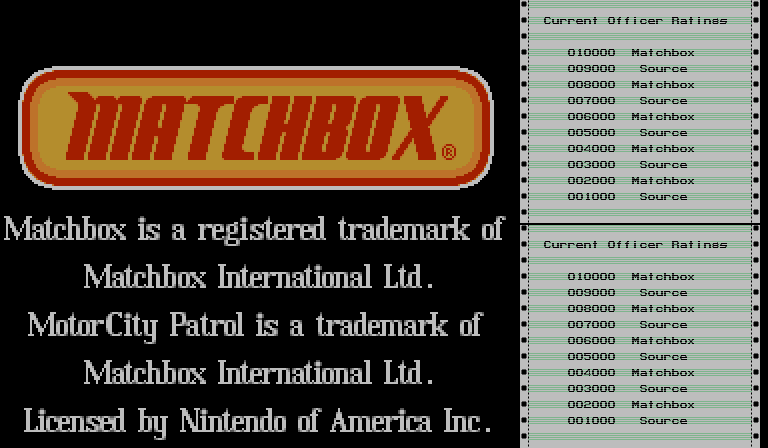 MATCHBOX®
Matchbox is a registered trademark of
Matchbox International Ltd.
MotorCity Patrol is a trademark of
Matchbox International Ltd.
Licensed by Nintendo of America Inc.
Current Officer Ratings
010000 Matchbox
009000 Source
008000 Matchbox
007000 Source
006000 Matchbox
005000 Source
004000 Matchbox
003000 Source
002000 Matchbox
001000 Source
Current Officer Ratings
010000 Matchbox
009000 Source
008000 Matchbox
007000 Source
006000 Matchbox
005000 Source
004000 Matchbox
003000 Source
002000 Matchbox
001000 Source